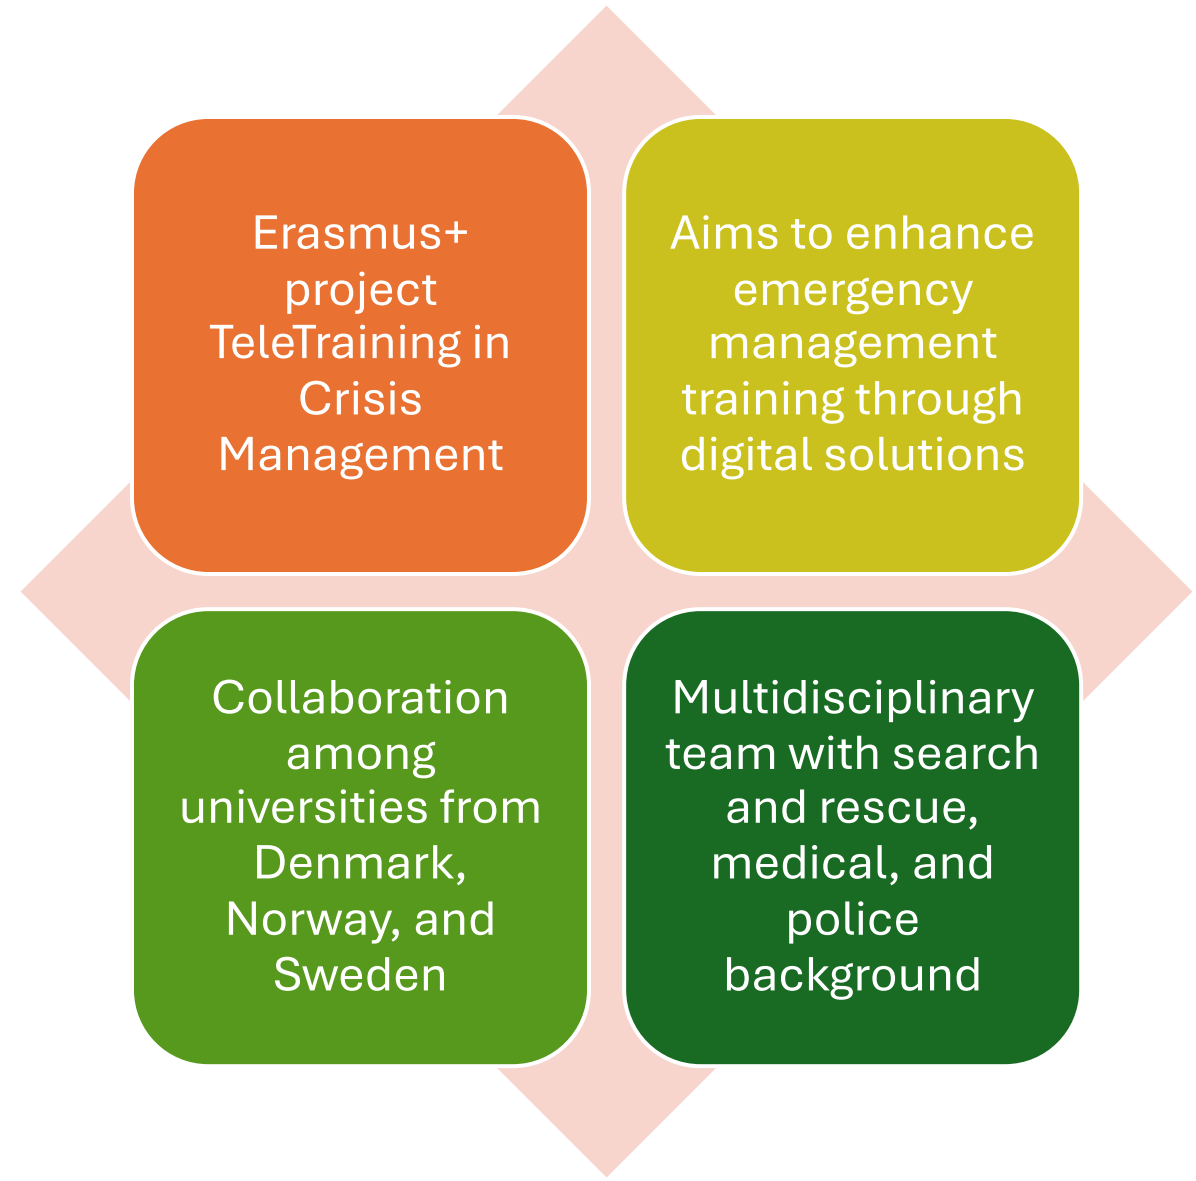 Erasmus+
project
TeleTraining in
Crisis
Management
Aims to enhance
emergency
management
training through
digital solutions
Collaboration
among
universities from
Denmark,
Norway, and
Sweden
Multidisciplinary
team with search
and rescue,
medical, and
police
background